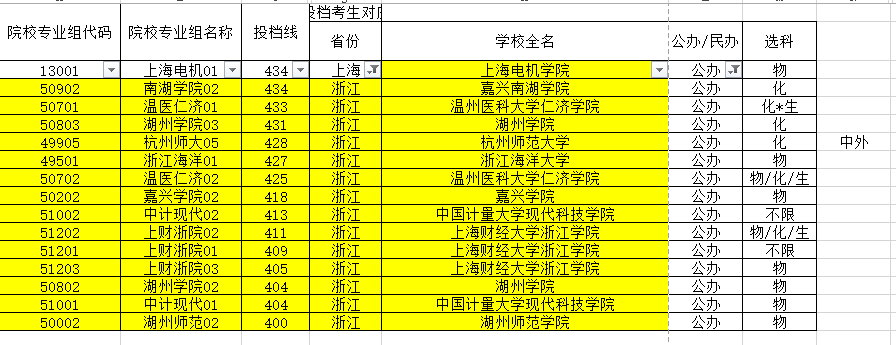 投档考生对应
院校专业组代码 院校专业组名称 投档线 省份 学校全名 公办/民办 选科
13001 上海电机01 434 上海 上海电机学院 公办 物
50902 南湖学院02 434 浙江 嘉兴南湖学院 公办 化
50701 温医仁济01 433 浙江 温州医科大学仁济学院 公办 化*生
50803 湖州学院03 431 浙江 湖州学院 公办 化
49905 杭州师大05 428 浙江 杭州师范大学 公办 化 中外
49501 浙江海洋01 427 浙江 浙江海洋大学 公办 物
50702 温医仁济02 425 浙江 温州医科大学仁济学院 公办 物/化/生
50202 嘉兴学院02 418 浙江 嘉兴学院 公办 物
51002 中计现代02 413 浙江 中国计量大学现代科技学院 公办 不限
51202 上财浙院02 411 浙江 上海财经大学浙江学院 公办 物/化/生
51201 上财浙院01 409 浙江 上海财经大学浙江学院 公办 不限
51203 上财浙院03 405 浙江 上海财经大学浙江学院 公办 物
50802 湖州学院02 404 浙江 湖州学院 公办 物
51001 中计现代01 404 浙江 中国计量大学现代科技学院 公办 物
50002 湖州师范02 400 浙江 湖州师范学院 公办 物